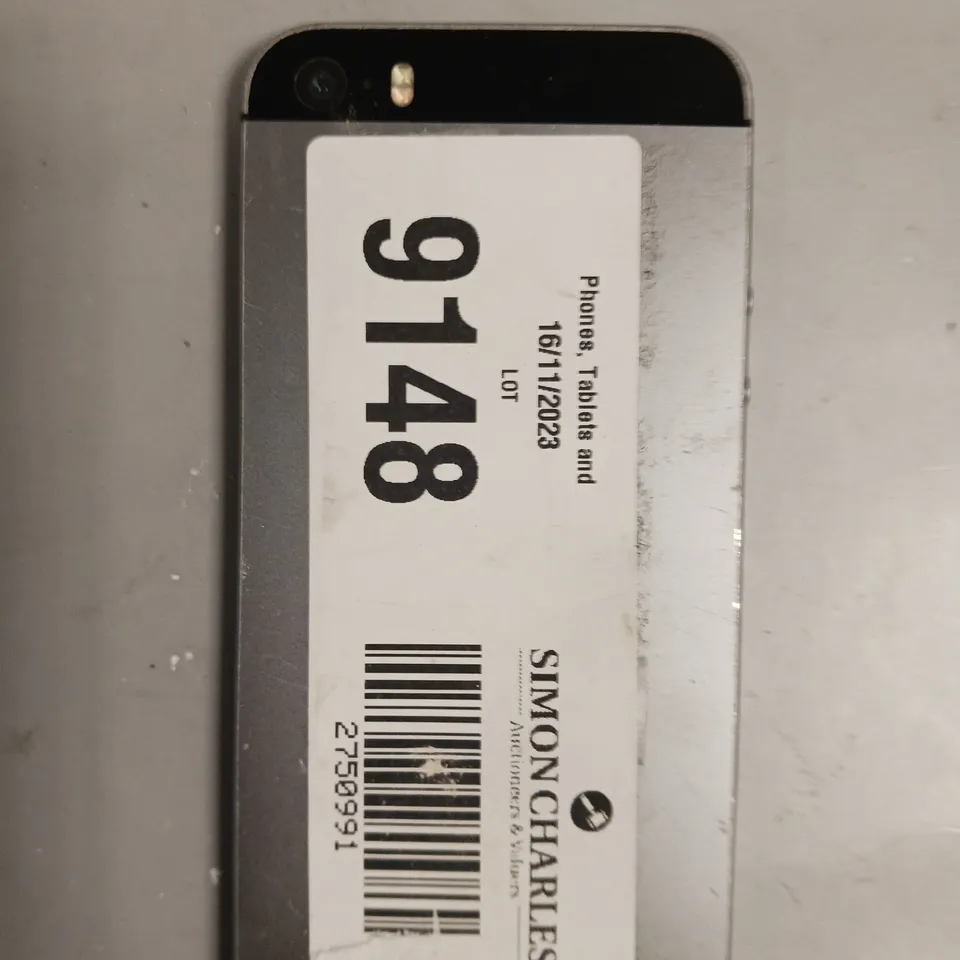 Phones, Tablets and
16/11/2023
LOT
9148
SIMON CHARLES
Auctioneers & Valuers
2750991